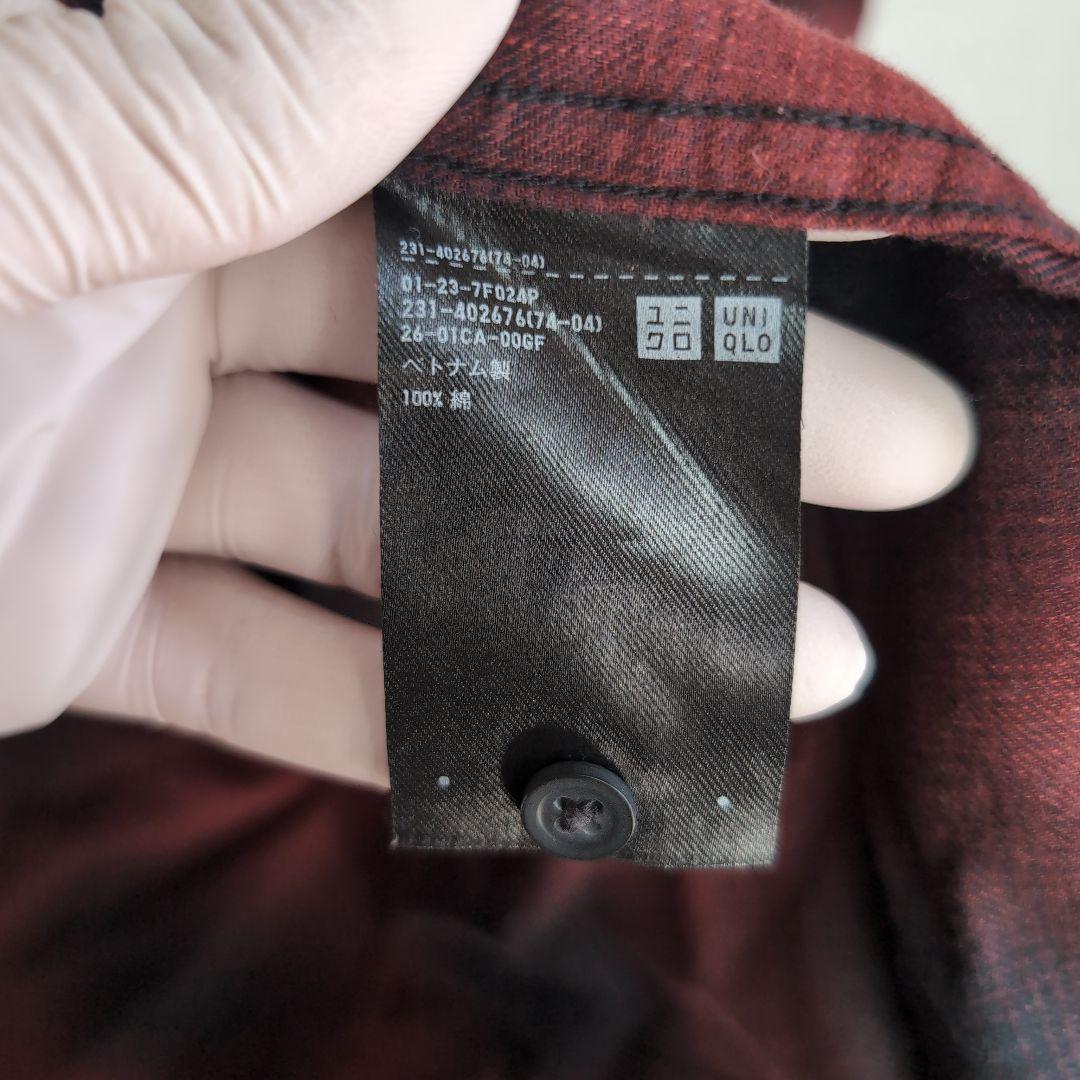 231-402676(74-04)
01-23-7F024P
231-402676(74-04)
26-01CA-00GF
ベトナム製
100% 綿
ユニ
クロ
UNI
QLO